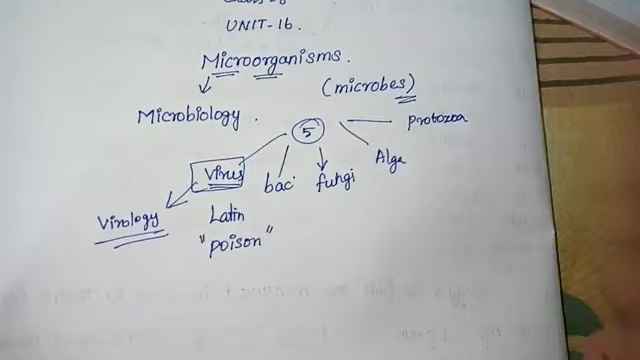 UNIT-16.
Microorganisms.
(microbes)
Microbiology.
5
protozoa
Alga
Virus
bac
fungi
Virology
Latin
"poison"